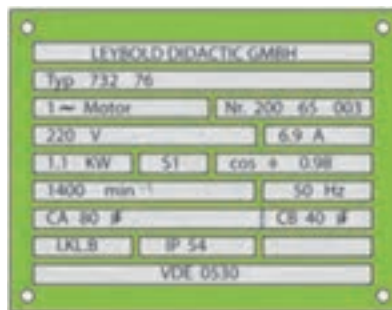 LEYBOLD DIDACTIC GMBH
Typ 732 76
1~ Motor Nr. 200 65 003
220 V 6.9 A
1.1 KW S1 cos φ 0.98
1400 min⁻¹ 50 Hz
CA 80 CB 40
I.KL.B IP 54
VDE 0530